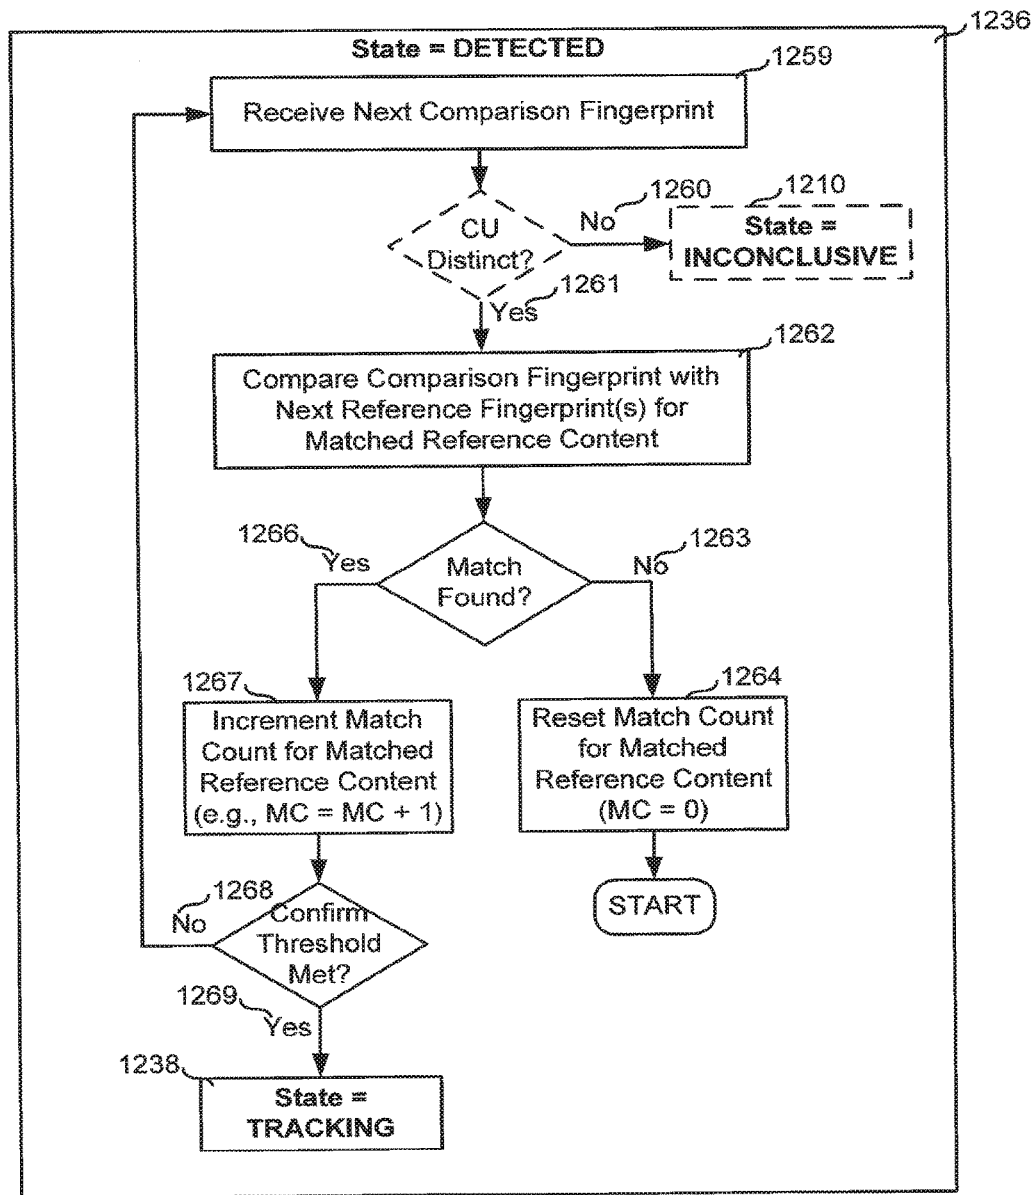 1236
State = DETECTED
1259
Receive Next Comparison Fingerprint
1260
No
1210
CU
Distinct?
State =
INCONCLUSIVE
1261
Yes
1262
Compare Comparison Fingerprint with
Next Reference Fingerprint(s) for
Matched Reference Content
1266
Yes
1263
No
Match
Found?
1267
Increment Match
Count for Matched
Reference Content
(e.g., MC = MC + 1)
1264
Reset Match Count
for Matched
Reference Content
(MC = 0)
START
1268
No
Confirm
Threshold
Met?
1269
Yes
1238
State =
TRACKING